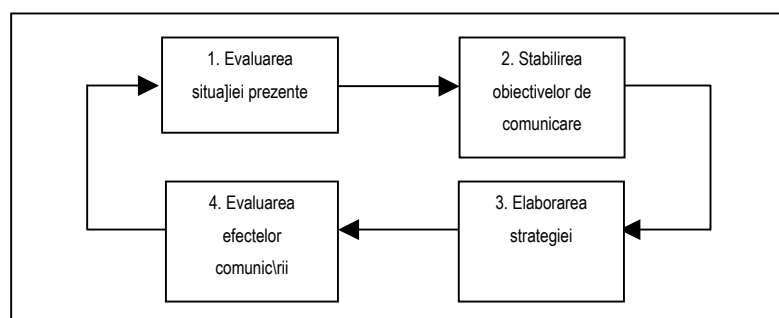 1. Evaluarea
situa]iei prezente
2. Stabilirea
obiectivelor de
comunicare
3. Elaborarea
strategiei
4. Evaluarea
efectelor
comunic\rii